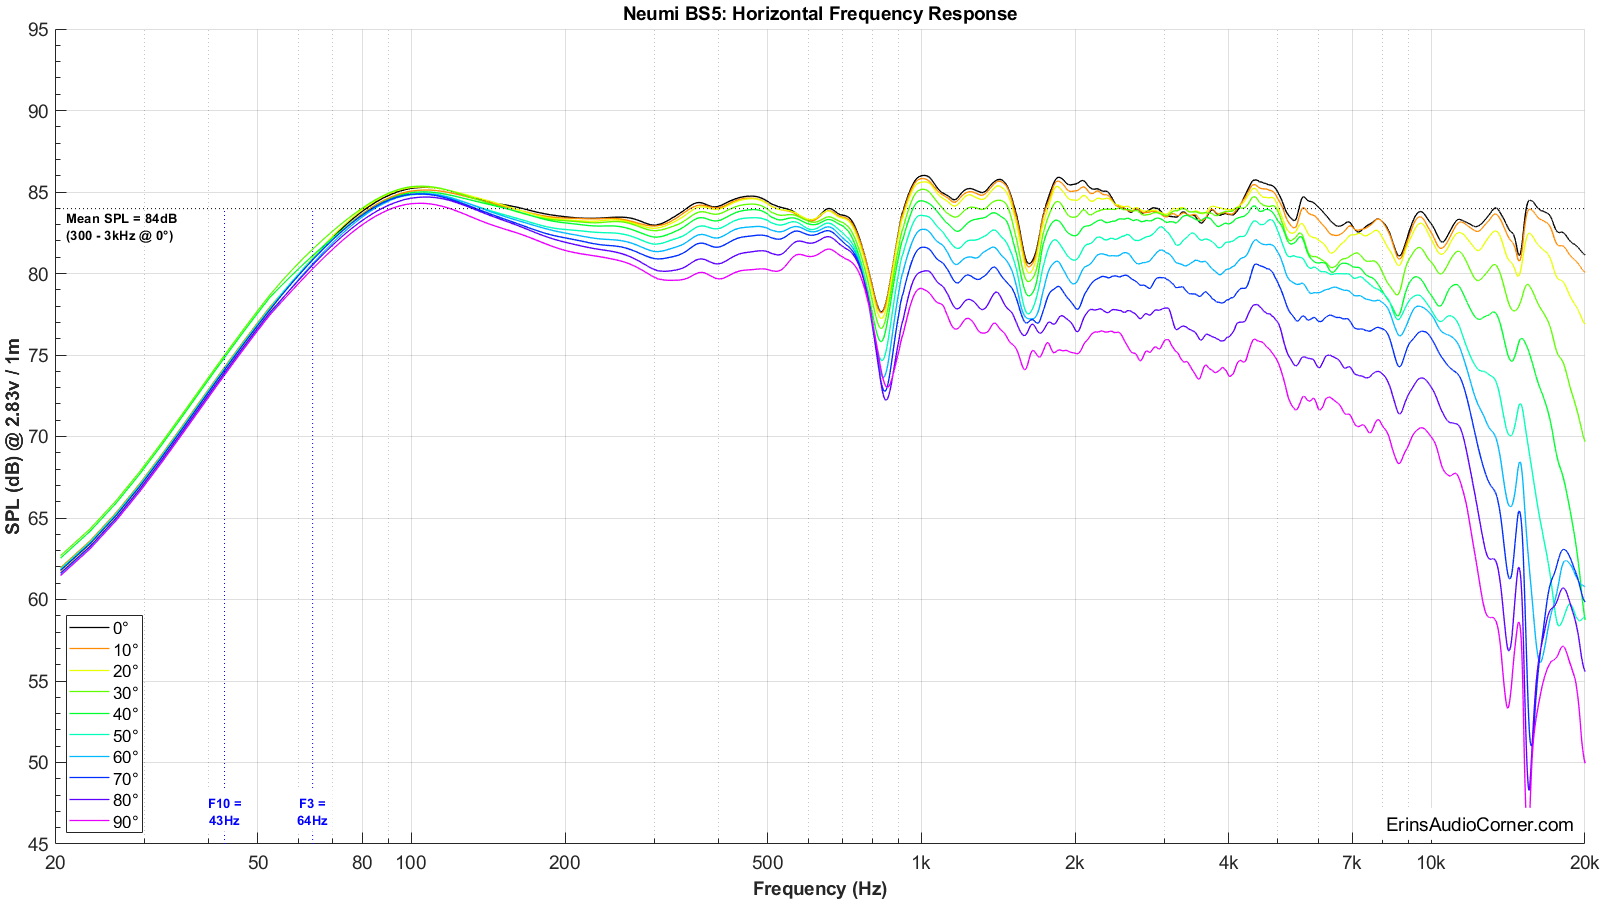 Neumi BS5: Horizontal Frequency Response
95
90
85
80
75
70
65
60
55
50
45
SPL (dB) @ 2.83v / 1m
Mean SPL = 84dB
(300 - 3kHz @ 0°)
0°
10°
20°
30°
40°
50°
60°
70°
80°
90°
F10 =
43Hz
F3 =
64Hz
ErinsAudioCorner.com
20 50 80 100 200 500 1k 2k 4k 7k 10k 20k
Frequency (Hz)